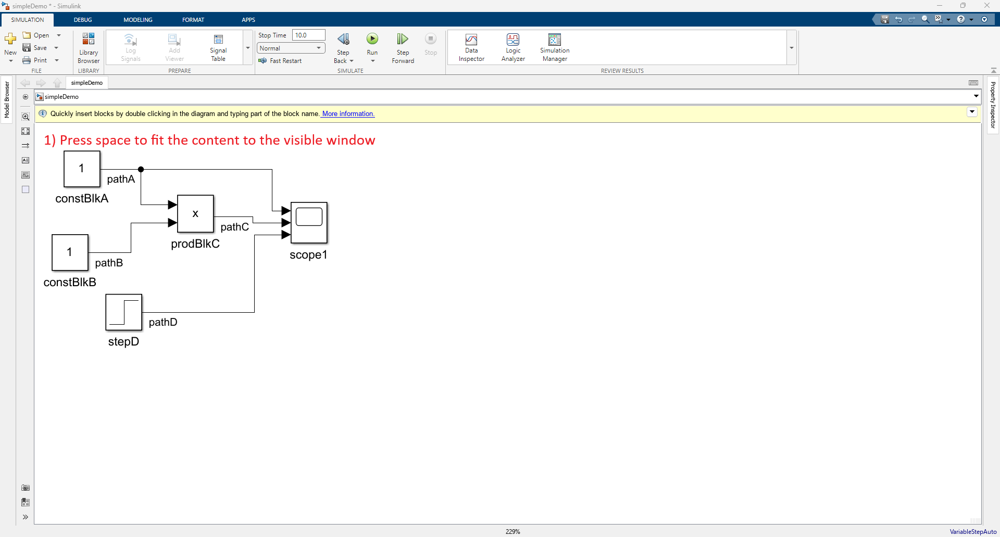 simpleDemo * - Simulink
SIMULATION DEBUG MODELING FORMAT APPS
New
Open
Save
Print
FILE
Library Browser
LIBRARY
Log Signals
Add Viewer
Signal Table
PREPARE
Stop Time 10.0
Normal
Fast Restart
Step Back
Run
Step Forward
Stop
SIMULATE
Data Inspector
Logic Analyzer
Simulation Manager
REVIEW RESULTS
Model Browser
simpleDemo
simpleDemo
Property Inspector
Quickly insert blocks by double clicking in the diagram and typing part of the block name. More information.
1) Press space to fit the content to the visible window
1
pathA
constBlkA
x
pathC
prodBlkC
scope1
1
pathB
constBlkB
pathD
stepD
229%
VariableStepAuto